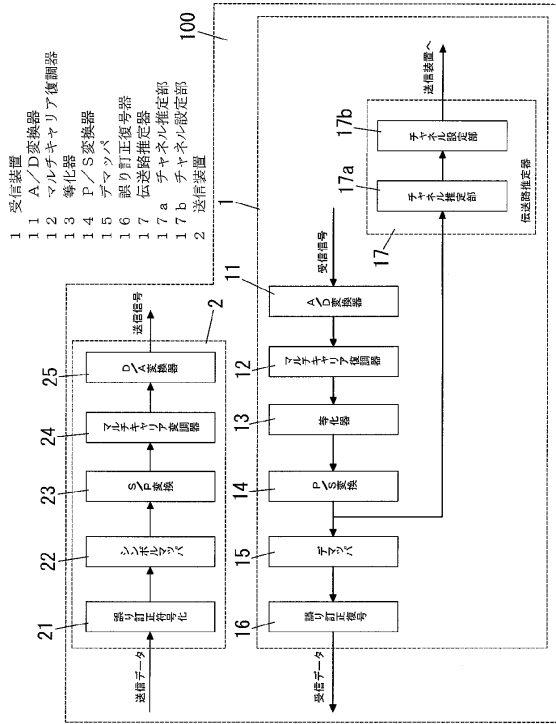 100
1 受信装置
11 A/D変換器
12 マルチキャリア復調器
13 等化器
14 P/S変換器
15 デマッパ
16 誤り訂正復号器
17 伝送路推定器
17a チャネル推定部
17b チャネル設定部
2 送信装置
2
送信データ
21
誤り訂正符号化
22
シンボルマッパ
23
S/P変換
24
マルチキャリア変調器
25
D/A変換器
送信信号
1
受信信号
11
A/D変換器
12
マルチキャリア復調器
13
等化器
14
P/S変換
15
デマッパ
16
誤り訂正復号
受信データ
17
伝送路推定器
17a
チャネル推定部
17b
チャネル設定部
送信装置へ